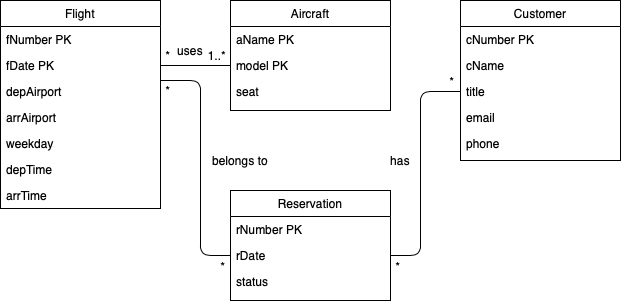 Flight
fNumber PK
fDate PK
depAirport
arrAirport
weekday
depTime
arrTime
* uses 1..*
*
Aircraft
aName PK
model PK
seat
Customer
cNumber PK
cName
title
email
phone
*
belongs to
has
Reservation
rNumber PK
rDate
status
*
*